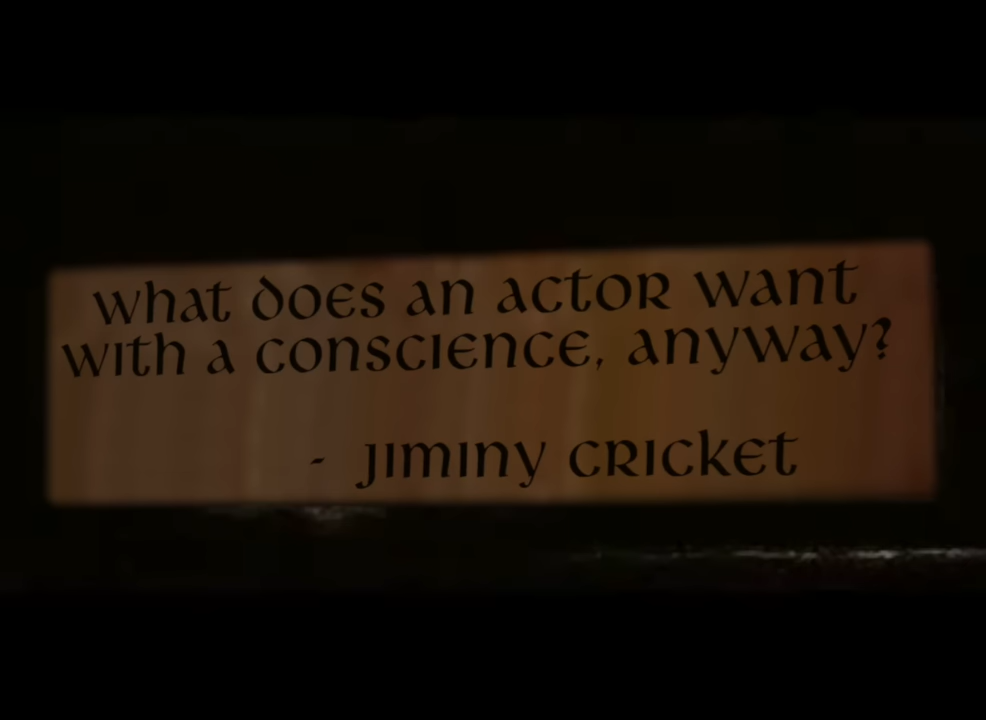 What does an actor want
with a conscience, anyway?
- Jiminy Cricket